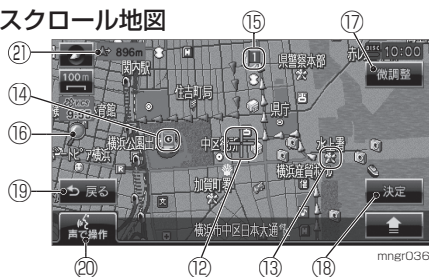 スクロール地図
⑮
⑰
㉑
896m
県警察本部
10:00
関内駅
100m
微調整
住吉町
⑭
県庁
⑯
横浜公園
中区役所
水上署
横浜産貿
⑲
戻る
加賀町署
決定
声で操作
横浜市中区日本大通
⑳
⑫
⑬
⑱
mngr036